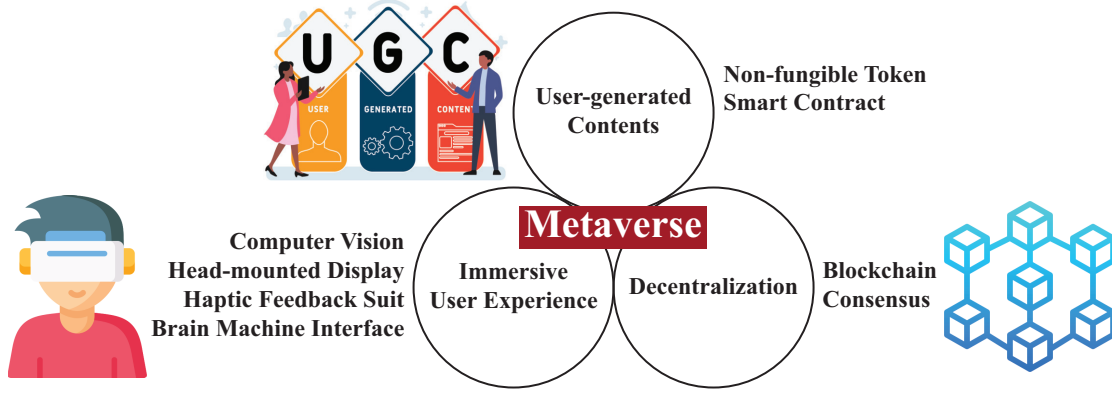 U G C
USER
GENERATED
CONTENT
User-generated
Contents
Non-fungible Token
Smart Contract
Metaverse
Computer Vision
Head-mounted Display
Haptic Feedback Suit
Brain Machine Interface
Immersive
User Experience
Decentralization
Blockchain
Consensus